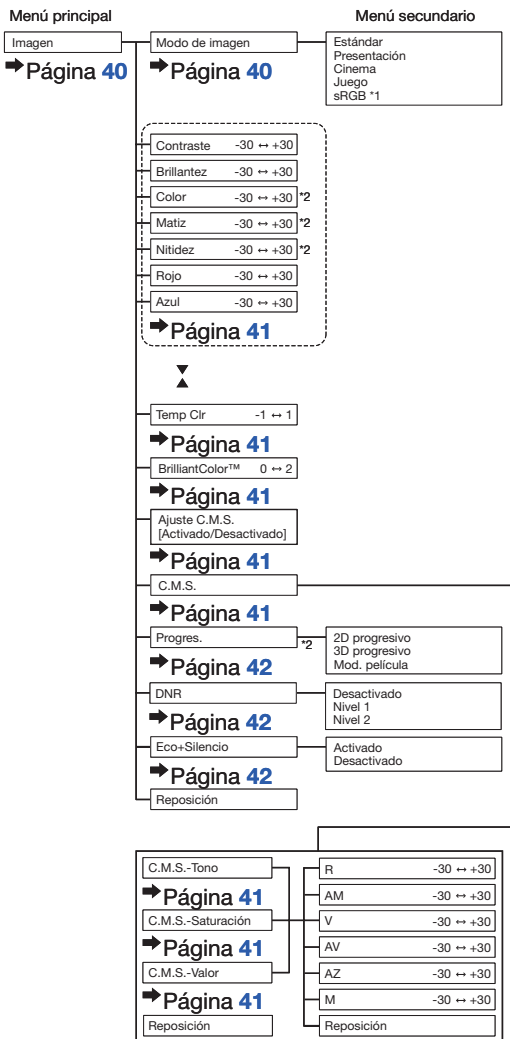 Menú principal
Menú secundario
Imagen
➡Página 40
Modo de imagen
➡Página 40
Estándar
Presentación
Cinema
Juego
sRGB *1
Contraste -30 ↔ +30
Brillantez -30 ↔ +30
Color -30 ↔ +30 *2
Matiz -30 ↔ +30 *2
Nitidez -30 ↔ +30 *2
Rojo -30 ↔ +30
Azul -30 ↔ +30
➡Página 41
Temp Clr -1 ↔ 1
➡Página 41
BrilliantColor™ 0 ↔ 2
➡Página 41
Ajuste C.M.S.
[Activado/Desactivado]
➡Página 41
C.M.S.
➡Página 41
Progres. *2
➡Página 42
2D progresivo
3D progresivo
Mod. película
DNR
➡Página 42
Desactivado
Nivel 1
Nivel 2
Eco+Silencio
➡Página 42
Activado
Desactivado
Reposición
C.M.S.-Tono
➡Página 41
C.M.S.-Saturación
➡Página 41
C.M.S.-Valor
➡Página 41
Reposición
R -30 ↔ +30
AM -30 ↔ +30
V -30 ↔ +30
AV -30 ↔ +30
AZ -30 ↔ +30
M -30 ↔ +30
Reposición